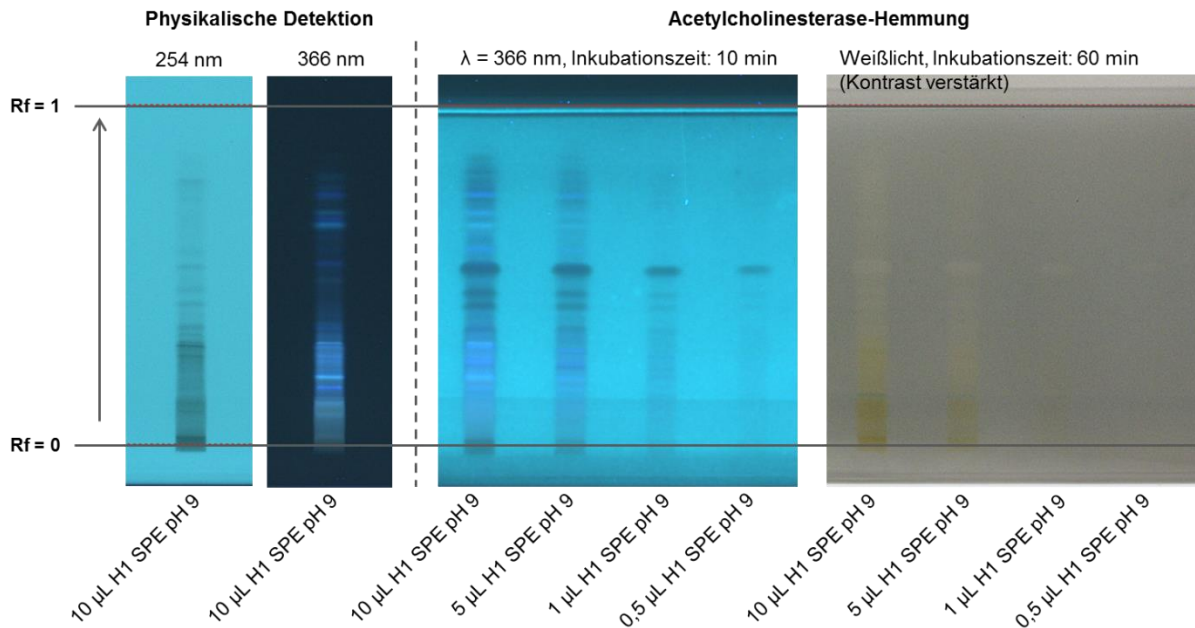 Physikalische Detektion
Acetylcholinesterase-Hemmung
254 nm
366 nm
λ = 366 nm, Inkubationszeit: 10 min
Weißlicht, Inkubationszeit: 60 min
(Kontrast verstärkt)
Rf = 1
Rf = 0
10 µL H1 SPE pH 9
10 µL H1 SPE pH 9
10 µL H1 SPE pH 9
5 µL H1 SPE pH 9
1 µL H1 SPE pH 9
0,5 µL H1 SPE pH 9
10 µL H1 SPE pH 9
5 µL H1 SPE pH 9
1 µL H1 SPE pH 9
0,5 µL H1 SPE pH 9